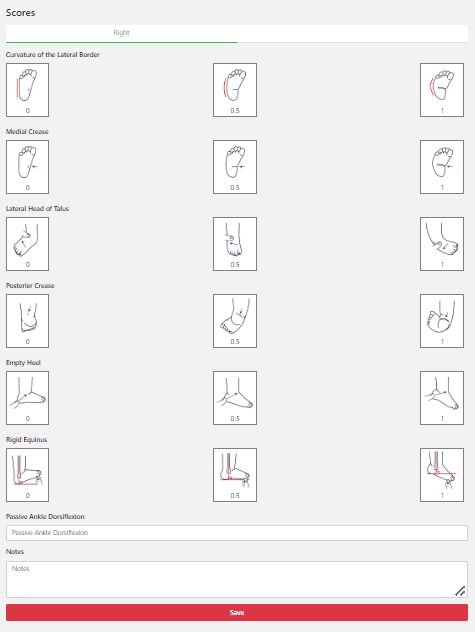 Scores
Right
Curvature of the Lateral Border
0 0.5 1
Medial Crease
0 0.5 1
Lateral Head of Talus
0 0.5 1
Posterior Crease
0 0.5 1
Empty Heel
0 0.5 1
Rigid Equinus
0 0.5 1
Passive Ankle Dorsiflexion
Passive Ankle Dorsiflexion
Notes
Notes
Save